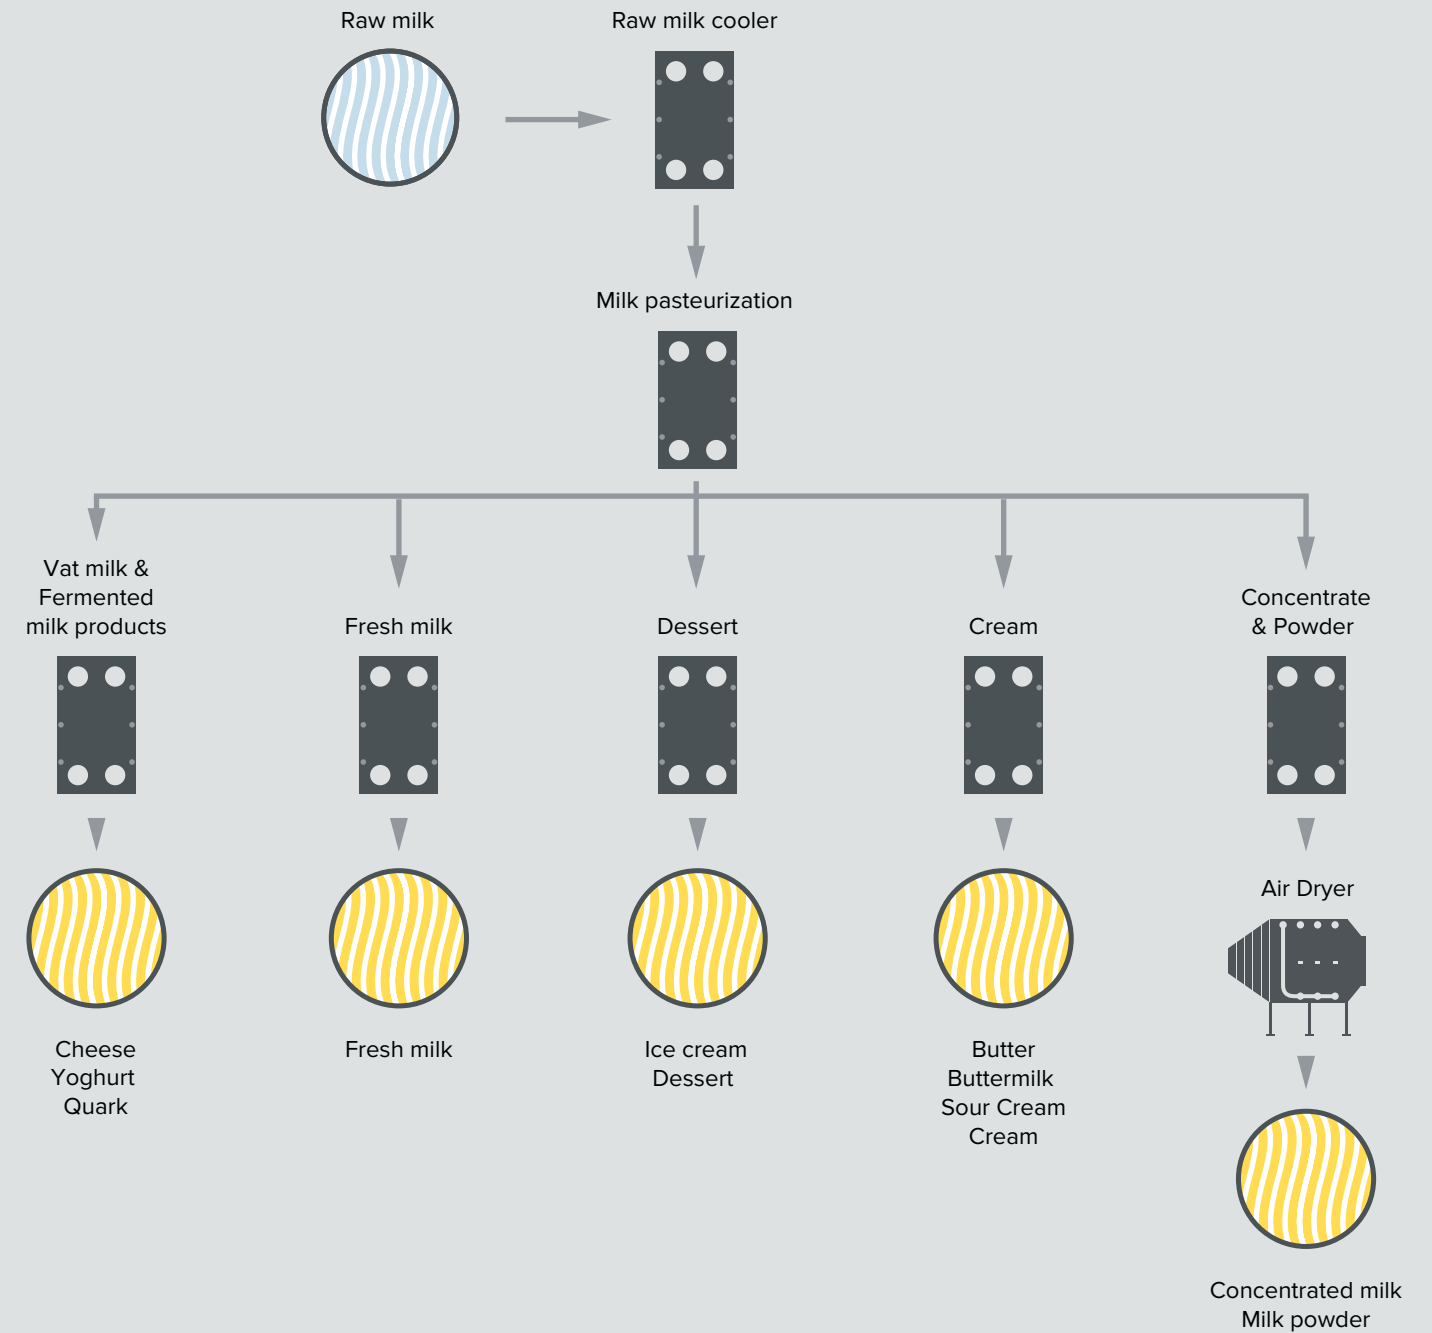 Raw milk
Raw milk cooler
Milk pasteurization
Vat milk &
Fermented
milk products
Fresh milk
Dessert
Cream
Concentrate
& Powder
Air Dryer
Cheese
Yoghurt
Quark
Fresh milk
Ice cream
Dessert
Butter
Buttermilk
Sour Cream
Cream
Concentrated milk
Milk powder